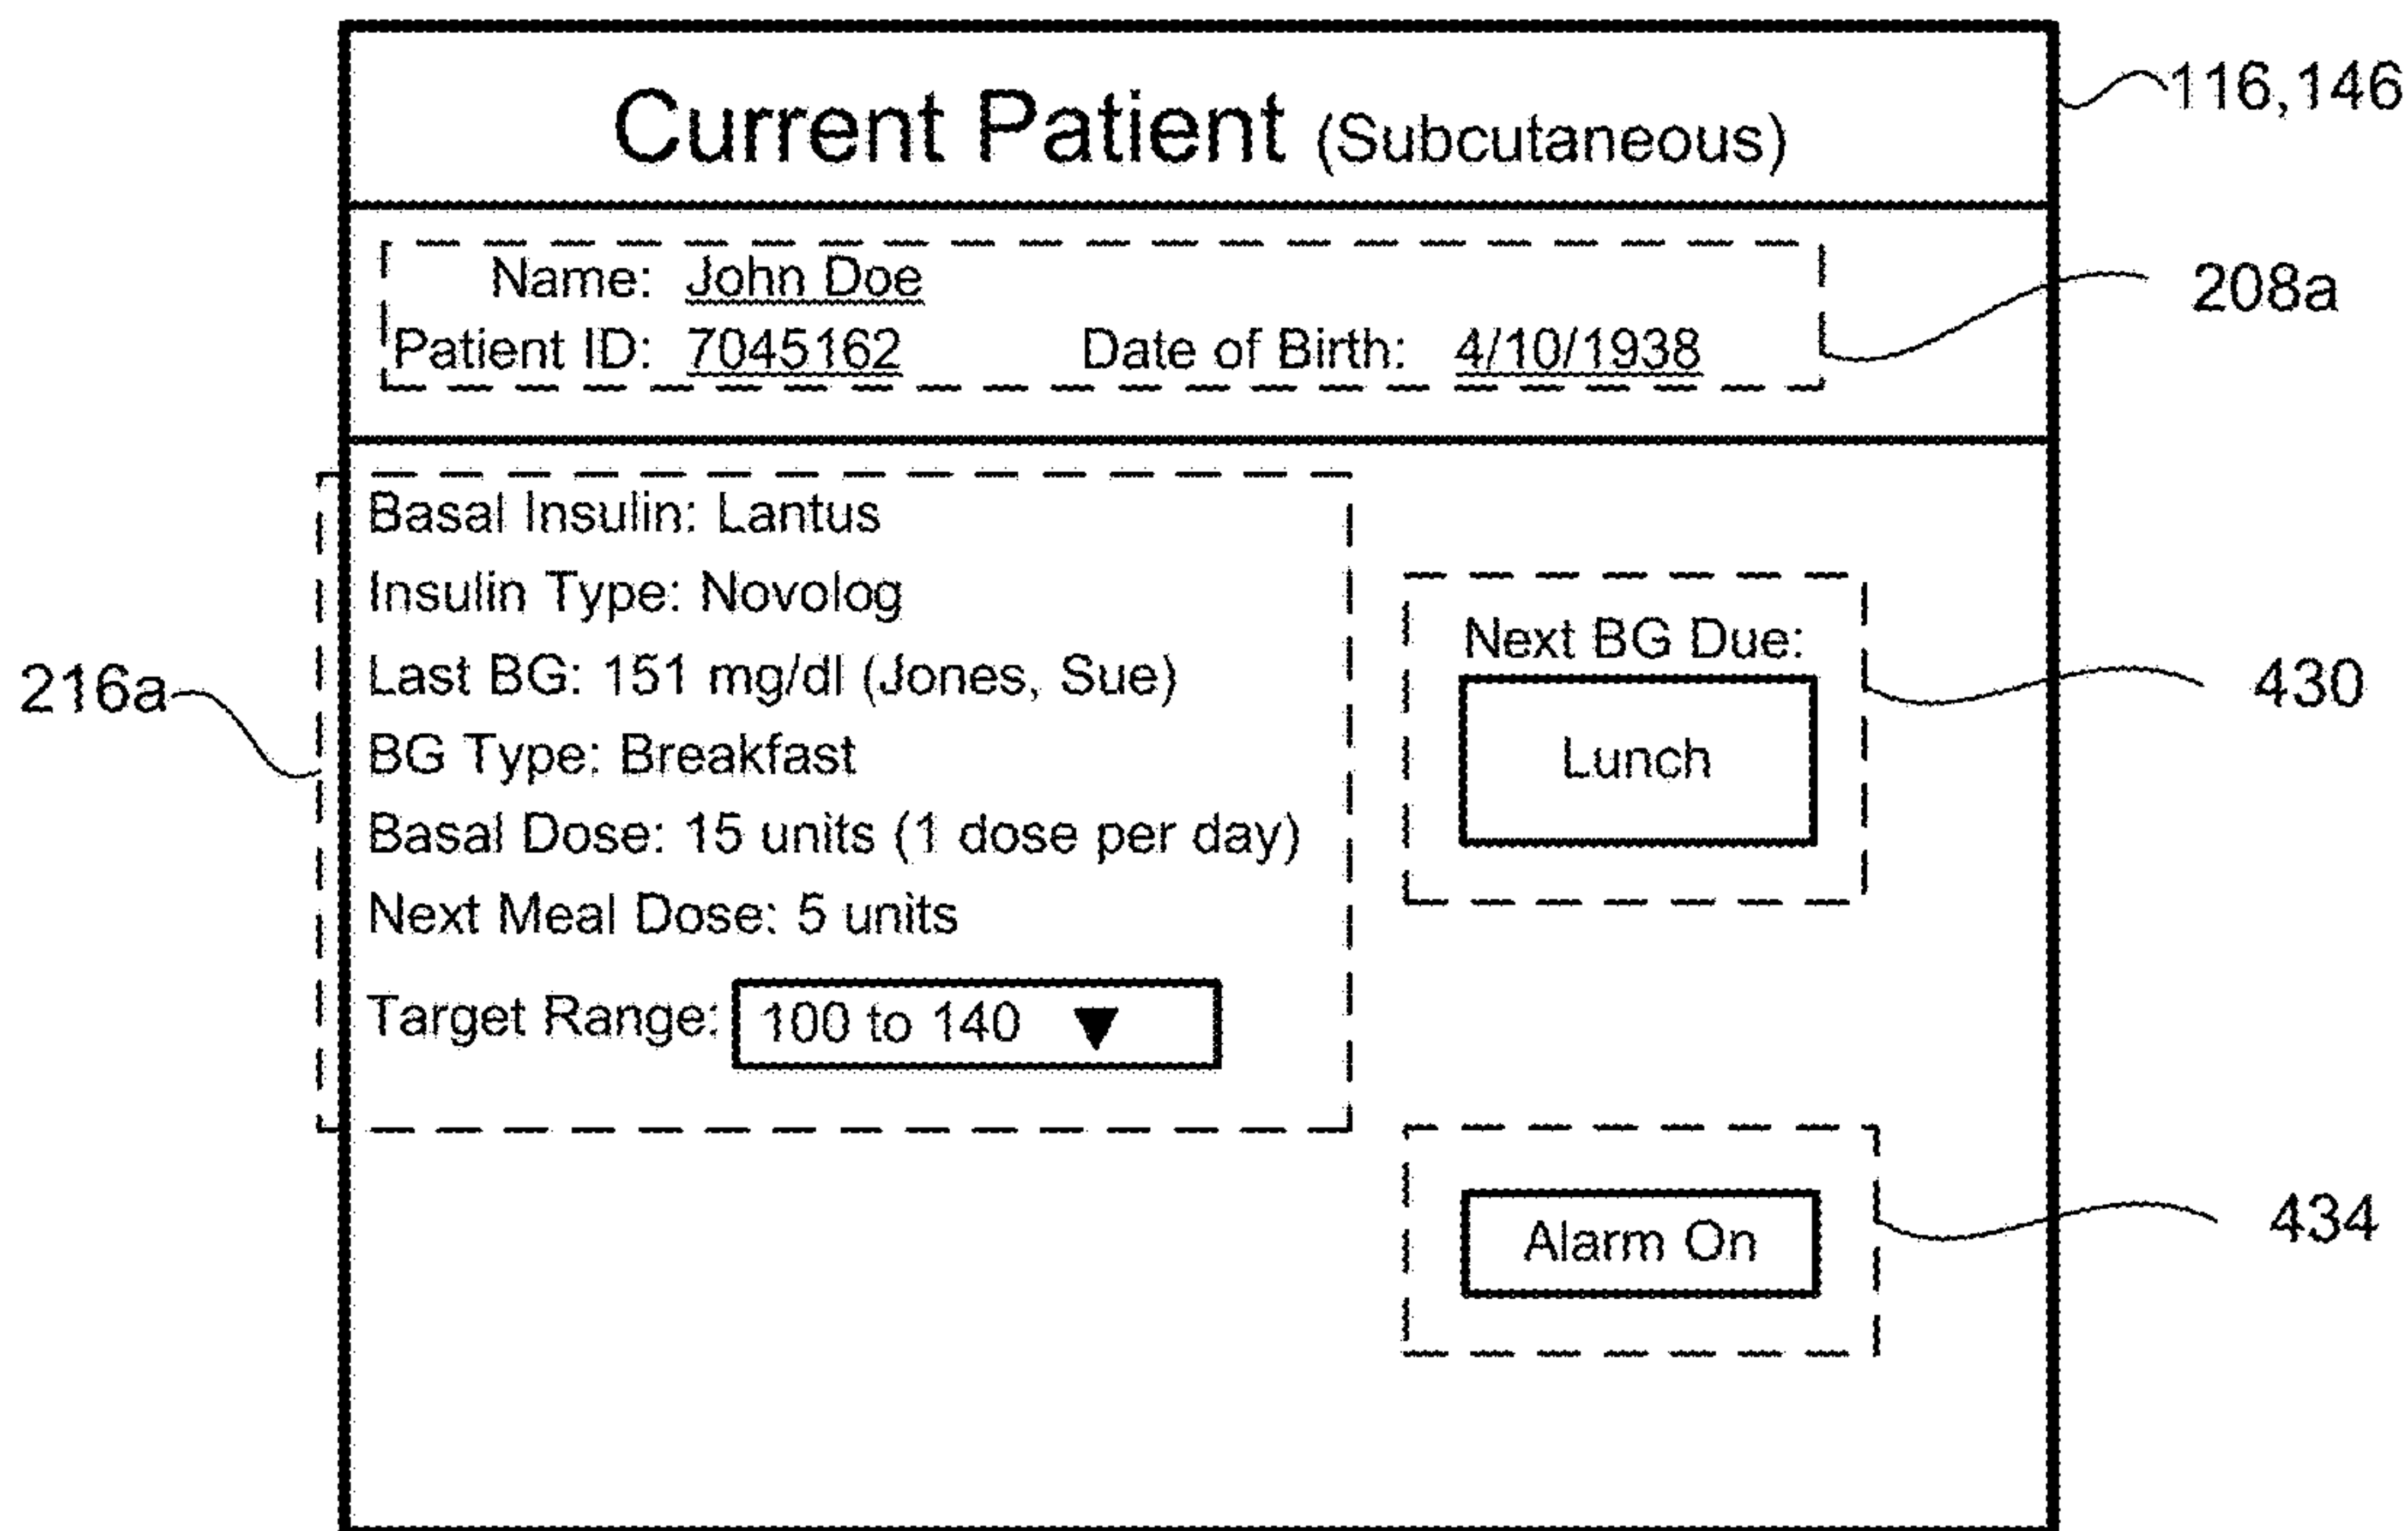 Current Patient (Subcutaneous)
116,146
Name: John Doe
208a
Patient ID: 7045162 Date of Birth: 4/10/1938
Basal Insulin: Lantus
Insulin Type: Novolog
Last BG: 151 mg/dl (Jones, Sue)
BG Type: Breakfast
Basal Dose: 15 units (1 dose per day)
Next Meal Dose: 5 units
Target Range: 100 to 140 ▼
216a
Next BG Due:
Lunch
430
Alarm On
434